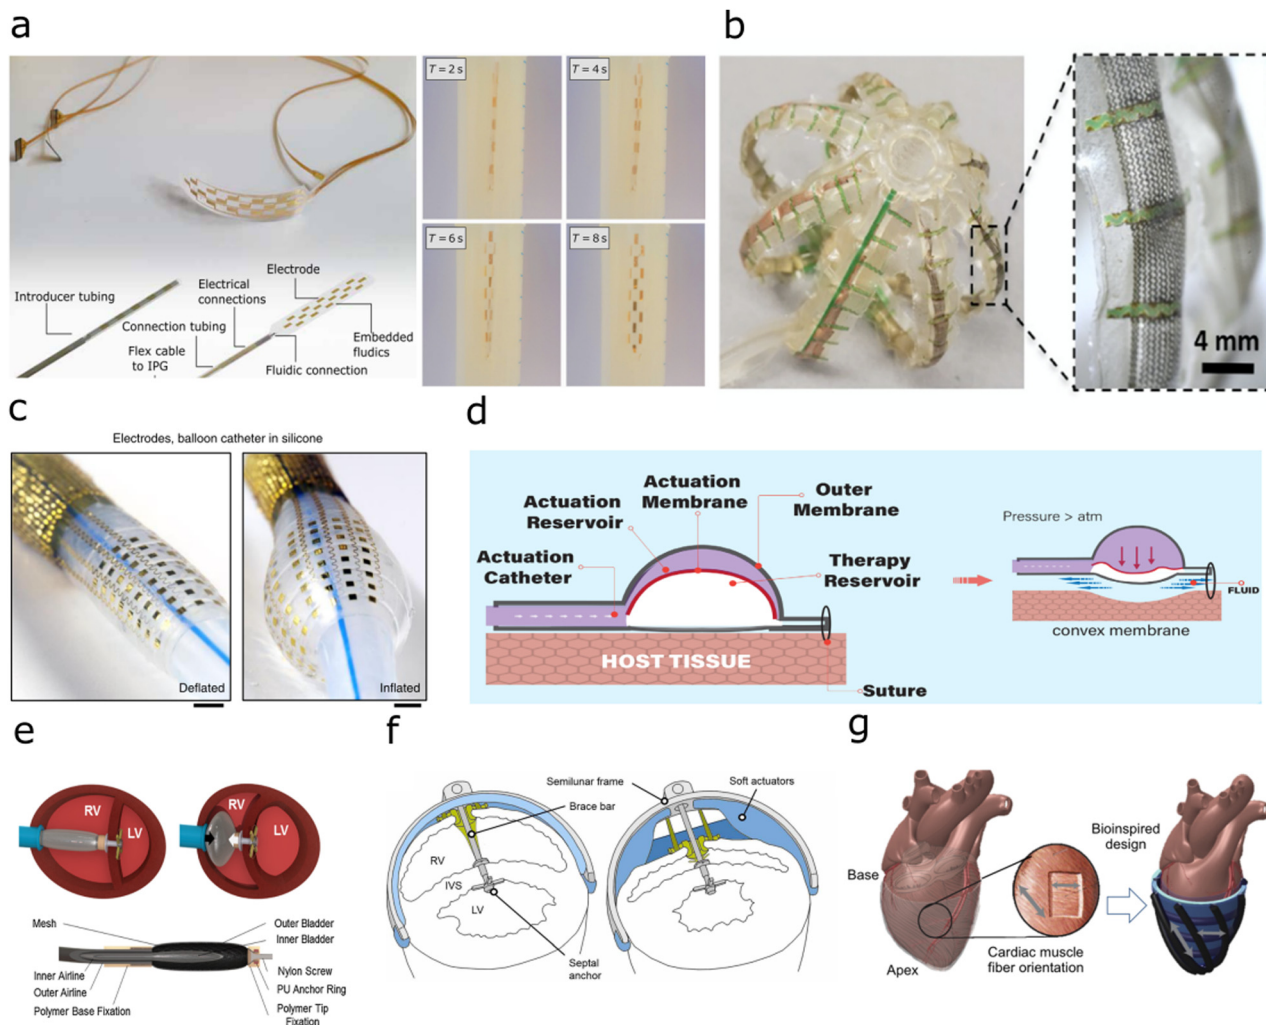 a
T = 2 s
T = 4 s
T = 6 s
T = 8 s
Introducer tubing
Electrical
connections
Electrode
Connection tubing
Flex cable
to IPG
Embedded
fludics
Fluidic connection
b
4 mm
c
Electrodes, balloon catheter in silicone
Deflated
Inflated
d
Actuation
Catheter
Actuation
Reservoir
Actuation
Membrane
Outer
Membrane
Therapy
Reservoir
HOST TISSUE
Suture
Pressure > atm
FLUID
convex membrane
e
RV
LV
RV
LV
Mesh
Outer Bladder
Inner Bladder
Inner Airline
Outer Airline
Polymer Base Fixation
Nylon Screw
PU Anchor Ring
Polymer Tip
Fixation
f
Semilunar frame
Soft actuators
Brace bar
RV
IVS
LV
Septal
anchor
g
Base
Apex
Cardiac muscle
fiber orientation
Bioinspired
design